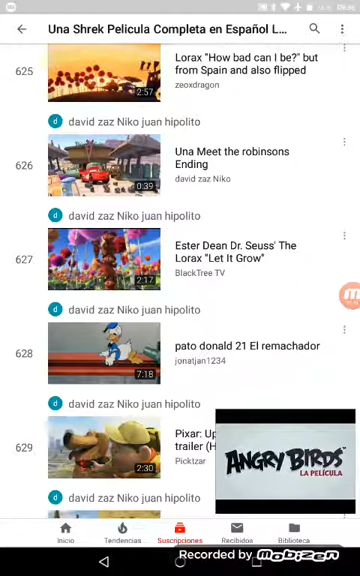 09:36
Una Shrek Pelicula Completa en Español L...
625
Lorax "How bad can I be?" but
from Spain and also flipped
zeoxdragon
2:57
d david zaz Niko juan hipolito
626
Una Meet the robinsons
Ending
david zaz Niko
0:39
d david zaz Niko juan hipolito
627
Ester Dean Dr. Seuss' The
Lorax "Let It Grow"
BlackTree TV
2:17
d david zaz Niko juan hipolito
628
pato donald 21 El remachador
jonatjan1234
7:18
d david zaz Niko juan hipolito
629
Pixar: Up
trailer (H
Picktzar
2:30
ANGRY BIRDS
LA PELÍCULA
d david zaz Niko juan hipolito
Inicio
Tendencias
Suscripciones
Recibidos
Biblioteca
Recorded by mobizen